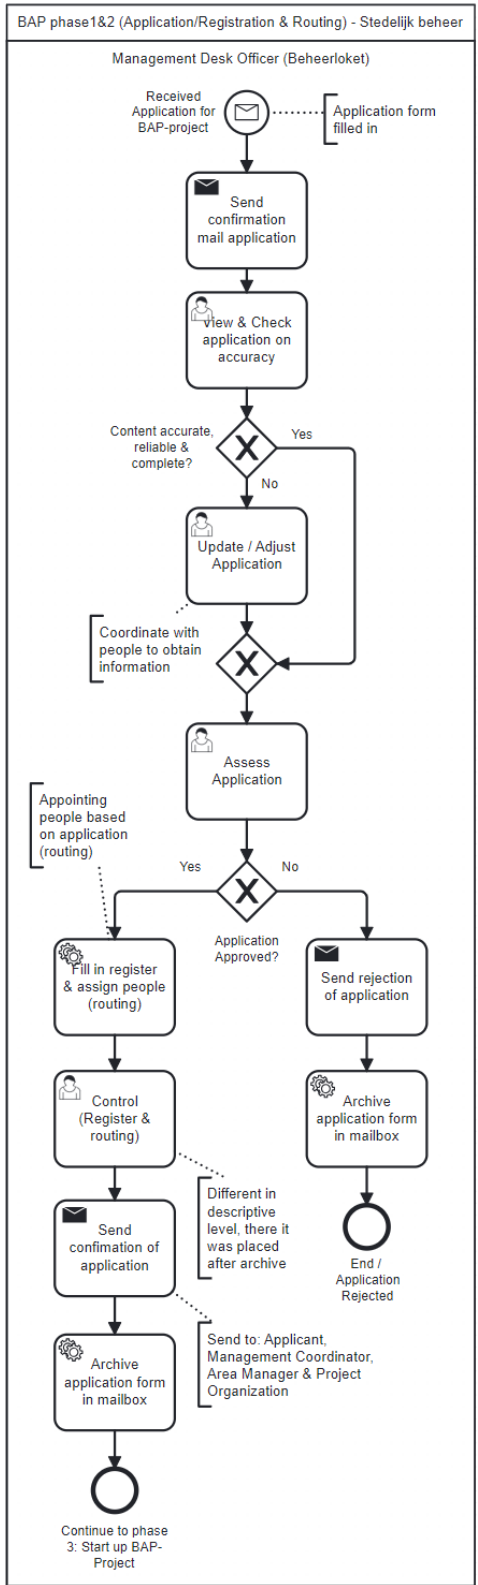 BAP phase1&2 (Application/Registration & Routing) - Stedelijk beheer
Management Desk Officer (Beheerloket)
Received
Application for
BAP-project
Application form
filled in
Send
confirmation
mail application
View & Check
application on
accuracy
Content accurate,
reliable &
complete?
Yes
No
Update / Adjust
Application
Coordinate with
people to obtain
information
Assess
Application
Appointing
people based
on application
(routing)
Yes
No
Application
Approved?
Fill in register
& assign people
(routing)
Send rejection
of application
Control
(Register &
routing)
Archive
application form
in mailbox
Different in
descriptive
level, there it
was placed
after archive
Send
confimation of
application
End /
Application
Rejected
Send to: Applicant,
Management Coordinator,
Area Manager & Project
Organization
Archive
application form
in mailbox
Continue to phase
3: Start up BAP-
Project